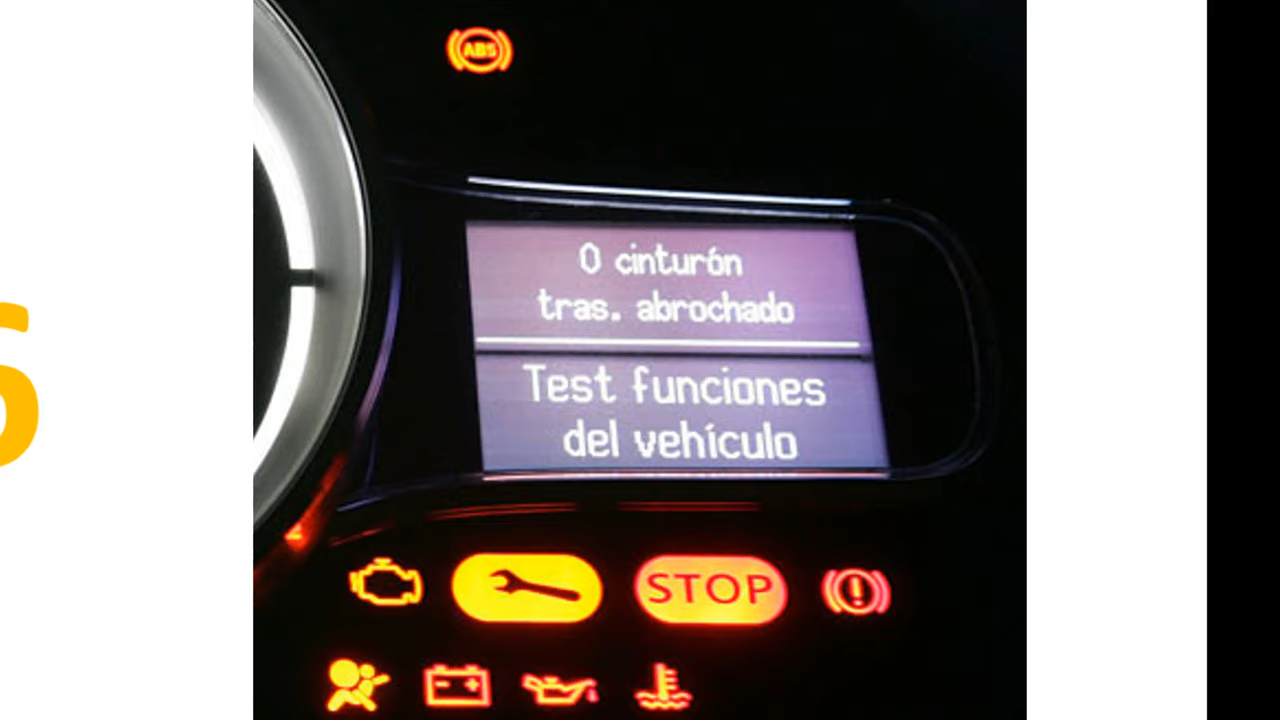 ABS
0 cinturón
tras. abrochado
Test funciones
del vehículo
STOP